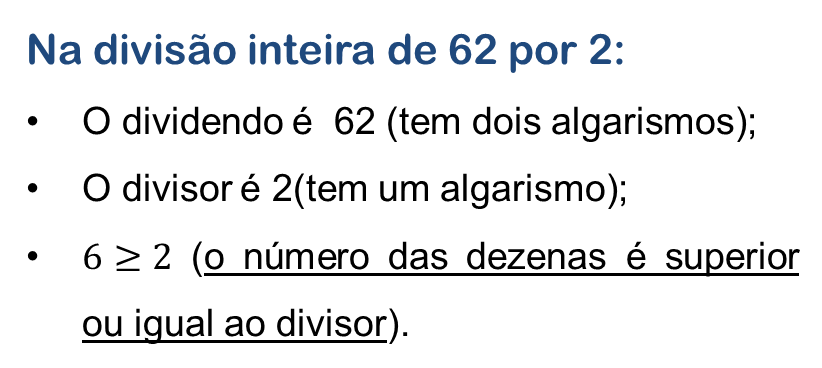 Na divisão inteira de 62 por 2:
• O dividendo é 62 (tem dois algarismos);
• O divisor é 2(tem um algarismo);
• 6 ≥ 2 (o número das dezenas é superior
ou igual ao divisor).